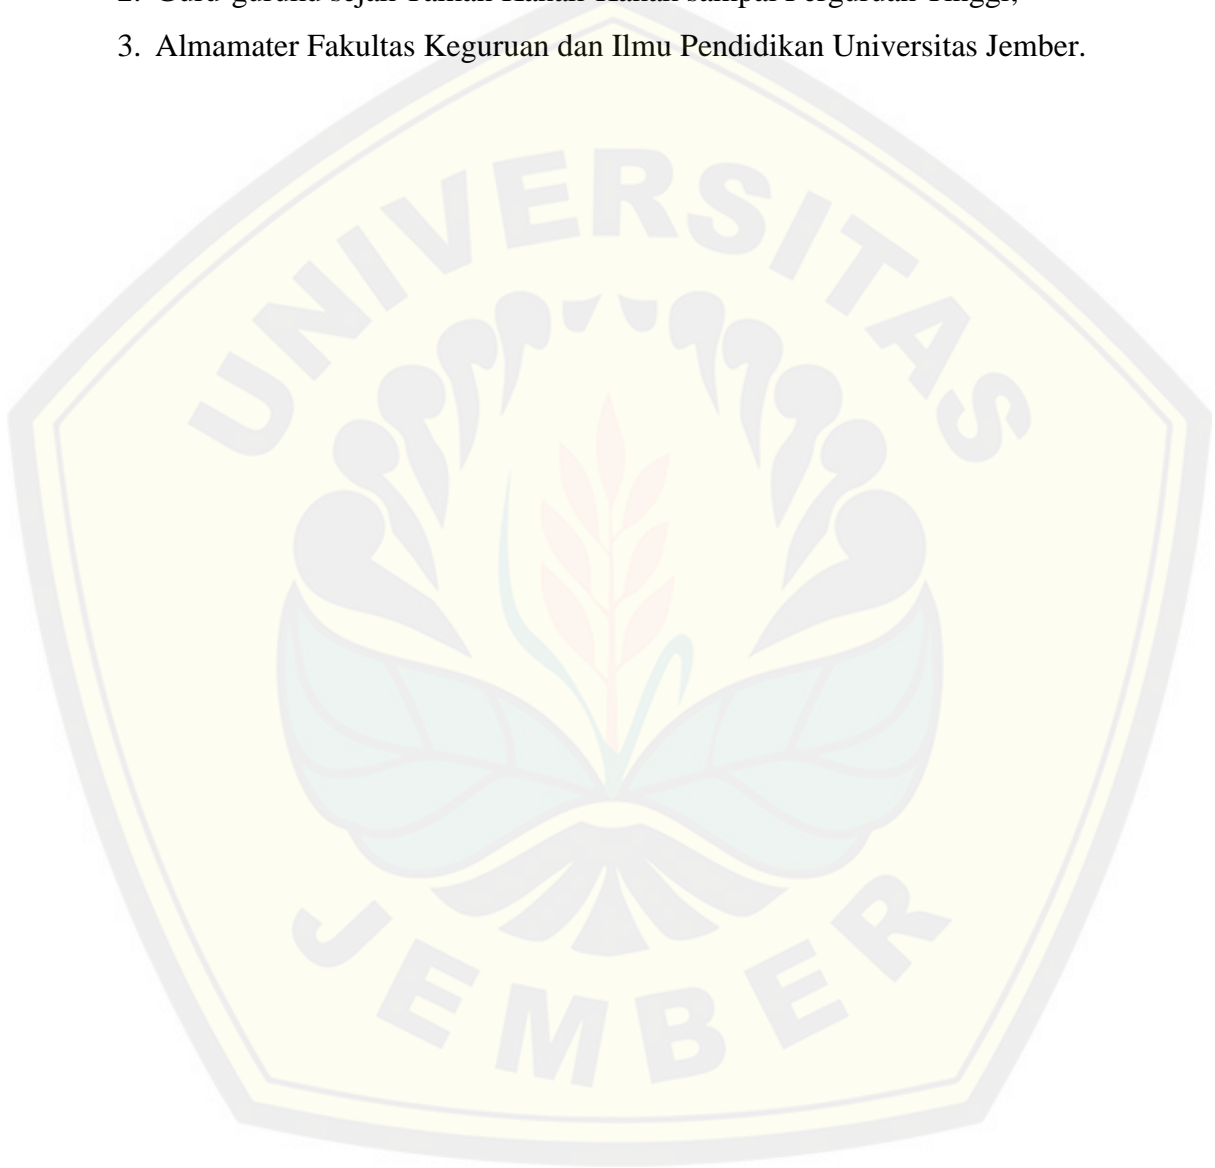 2. Guru-guruku sejak Taman Kanak-Kanak sampai Perguruan Tinggi;
3. Almamater Fakultas Keguruan dan Ilmu Pendidikan Universitas Jember.
UNIVERSITAS
JEMBER